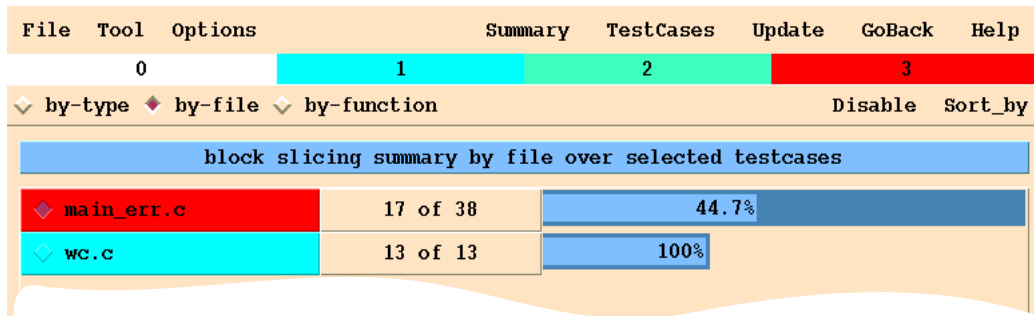 File Tool Options Summary TestCases Update GoBack Help
0 1 2 3
by-type by-file by-function Disable Sort_by
block slicing summary by file over selected testcases
main_err.c 17 of 38 44.7%
wc.c 13 of 13 100%